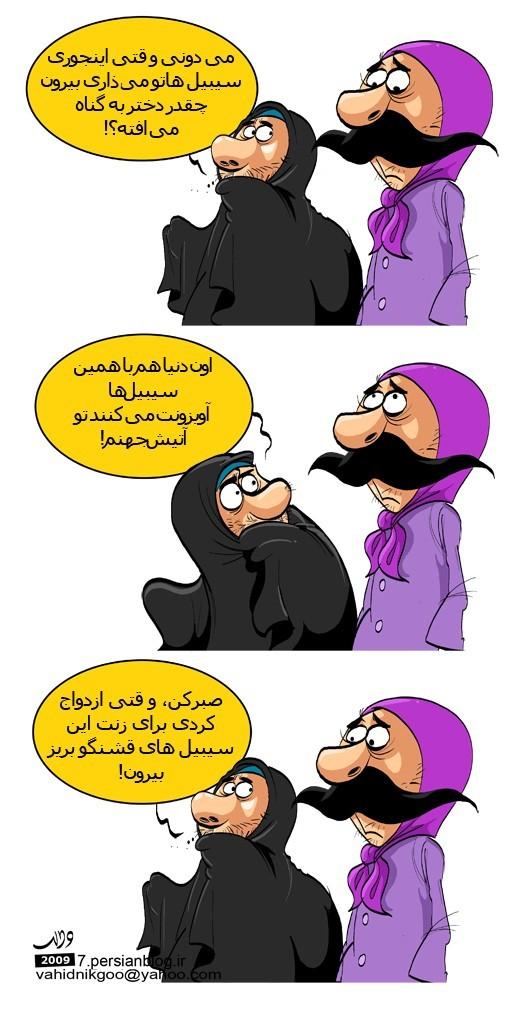 می دونی وقتی اینجوری
سیبیل هاتو می‌ذاری بیرون
چقدر دختر به گناه
می افته؟!
اون دنیا هم با همین
سیبیل‌ها
آویزونت می کنند تو
آتیش جهنم!
صبر کن، وقتی ازدواج
کردی برای زنت این
سیبیل های قشنگو بریز
بیرون!
2009 7.persianblog.ir
vahidnikgoo@yahoo.com